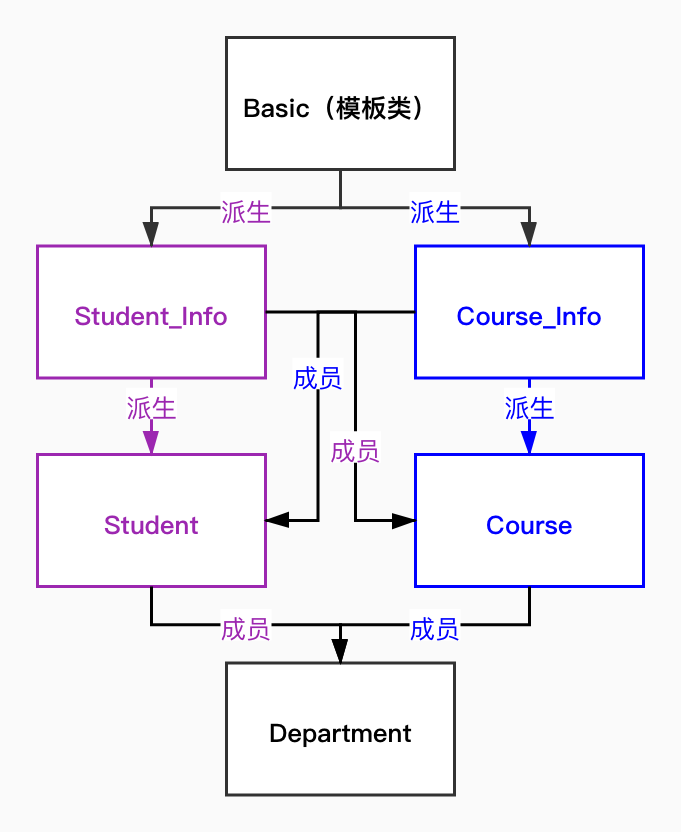 Basic（模板类）
派生
派生
Student_Info
Course_Info
成员
派生
派生
成员
Student
Course
成员
成员
Department